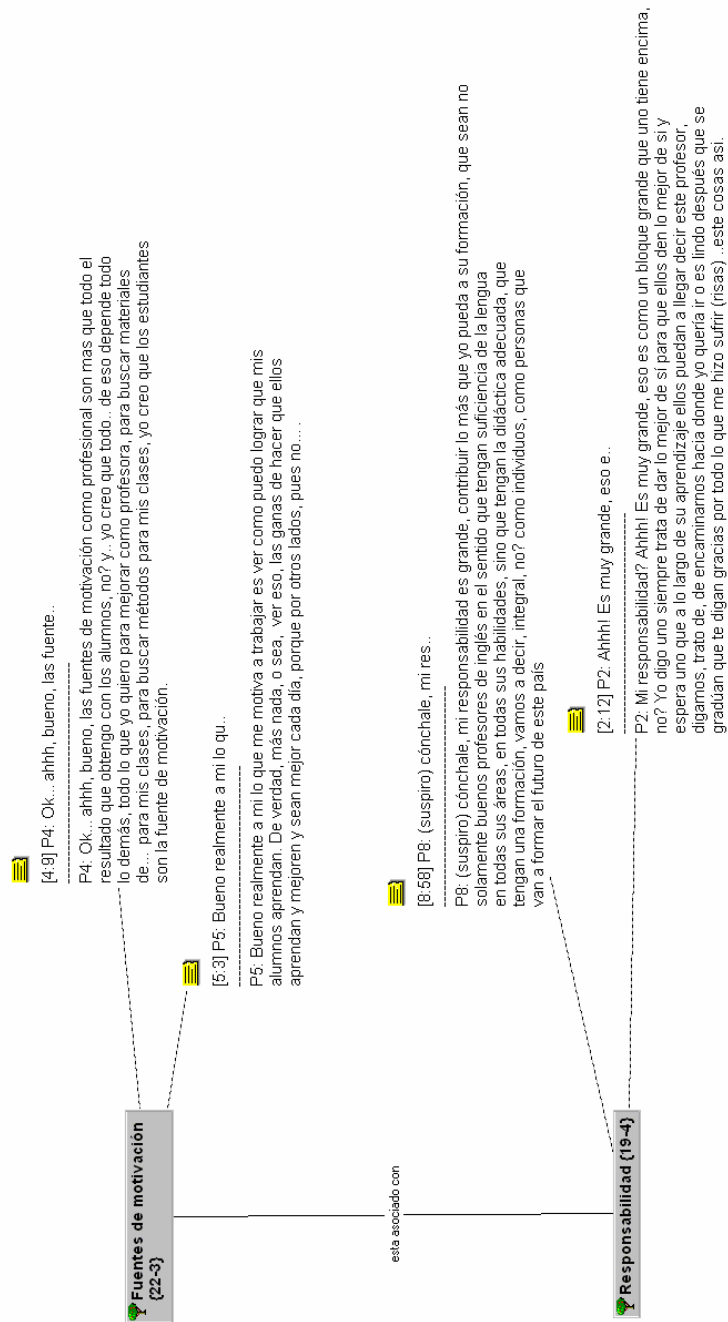 Fuentes de motivación
{22-3}
[4:9] P4: Ok... ahhh, bueno, las fuente..
P4: Ok... ahhh, bueno, las fuentes de motivación como profesional son mas que todo el
resultado que obtengo con los alumnos, no? y.. yo creo que todo.. de eso depende todo
lo demás, todo lo que yo quiero para mejorar como profesora, para buscar materiales
de... para mis clases, para buscar métodos para mis clases, yo creo que los estudiantes
son la fuente de motivación.
[5:3] P5: Bueno realmente a mi lo qu..
P5: Bueno realmente a mi lo que me motiva a trabajar es ver como puedo lograr que mis
alumnos aprendan. De verdad, más nada, o sea, ver eso, las ganas de hacer que ellos
aprendan y mejoren y sean mejor cada día, porque por otros lados, pues no... .
esta asociado con
[8:58] P8: (suspiro) cónchale, mi res..
P8: (suspiro) cónchale, mi responsabilidad es grande, contribuir lo más que yo pueda a su formación, que sean no
solamente buenos profesores de inglés en el sentido que tengan suficiencia de la lengua
en todas sus áreas, en todas sus habilidades, sino que tengan la didáctica adecuada, que
tengan una formación, vamos a decir, integral, no? como individuos, como personas que
van a formar el futuro de este país
Responsabilidad {19-4}
[2:12] P2: Ahhh! Es muy grande, eso e..
P2: Mi responsabilidad? Ahhh! Es muy grande, eso es como un bloque grande que uno tiene encima,
no? Yo digo uno siempre trata de dar lo mejor de sí para que ellos den lo mejor de si y
espera uno que a lo largo de su aprendizaje ellos puedan a llegar decir este profesor,
digamos, trato de, de encaminarnos hacia donde yo quería ir o es lindo después que se
gradúan que te digan gracias por todo lo que me hizo sufrir (risas) ..este cosas asi.